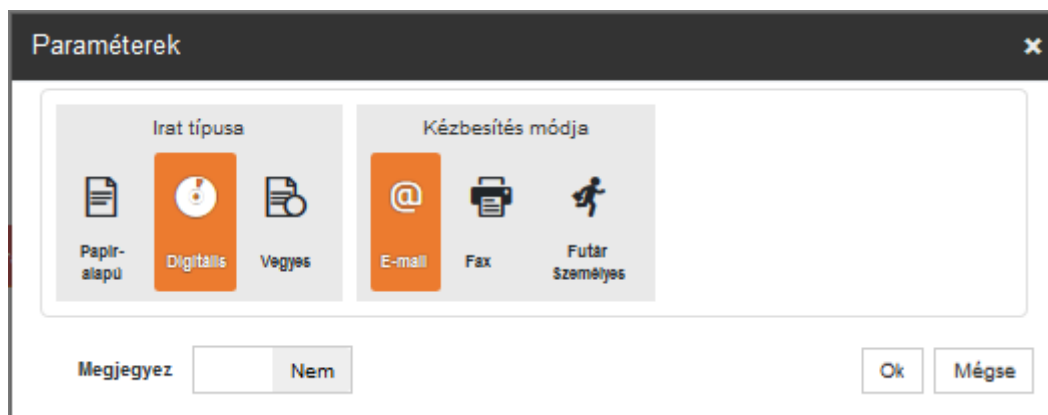 Paraméterek
Irat típusa
Papír-
alapú
Digitális
Vegyes
Kézbesítés módja
@
E-mail
Fax
Futár
Személyes
Megjegyez
Nem
Ok
Mégse